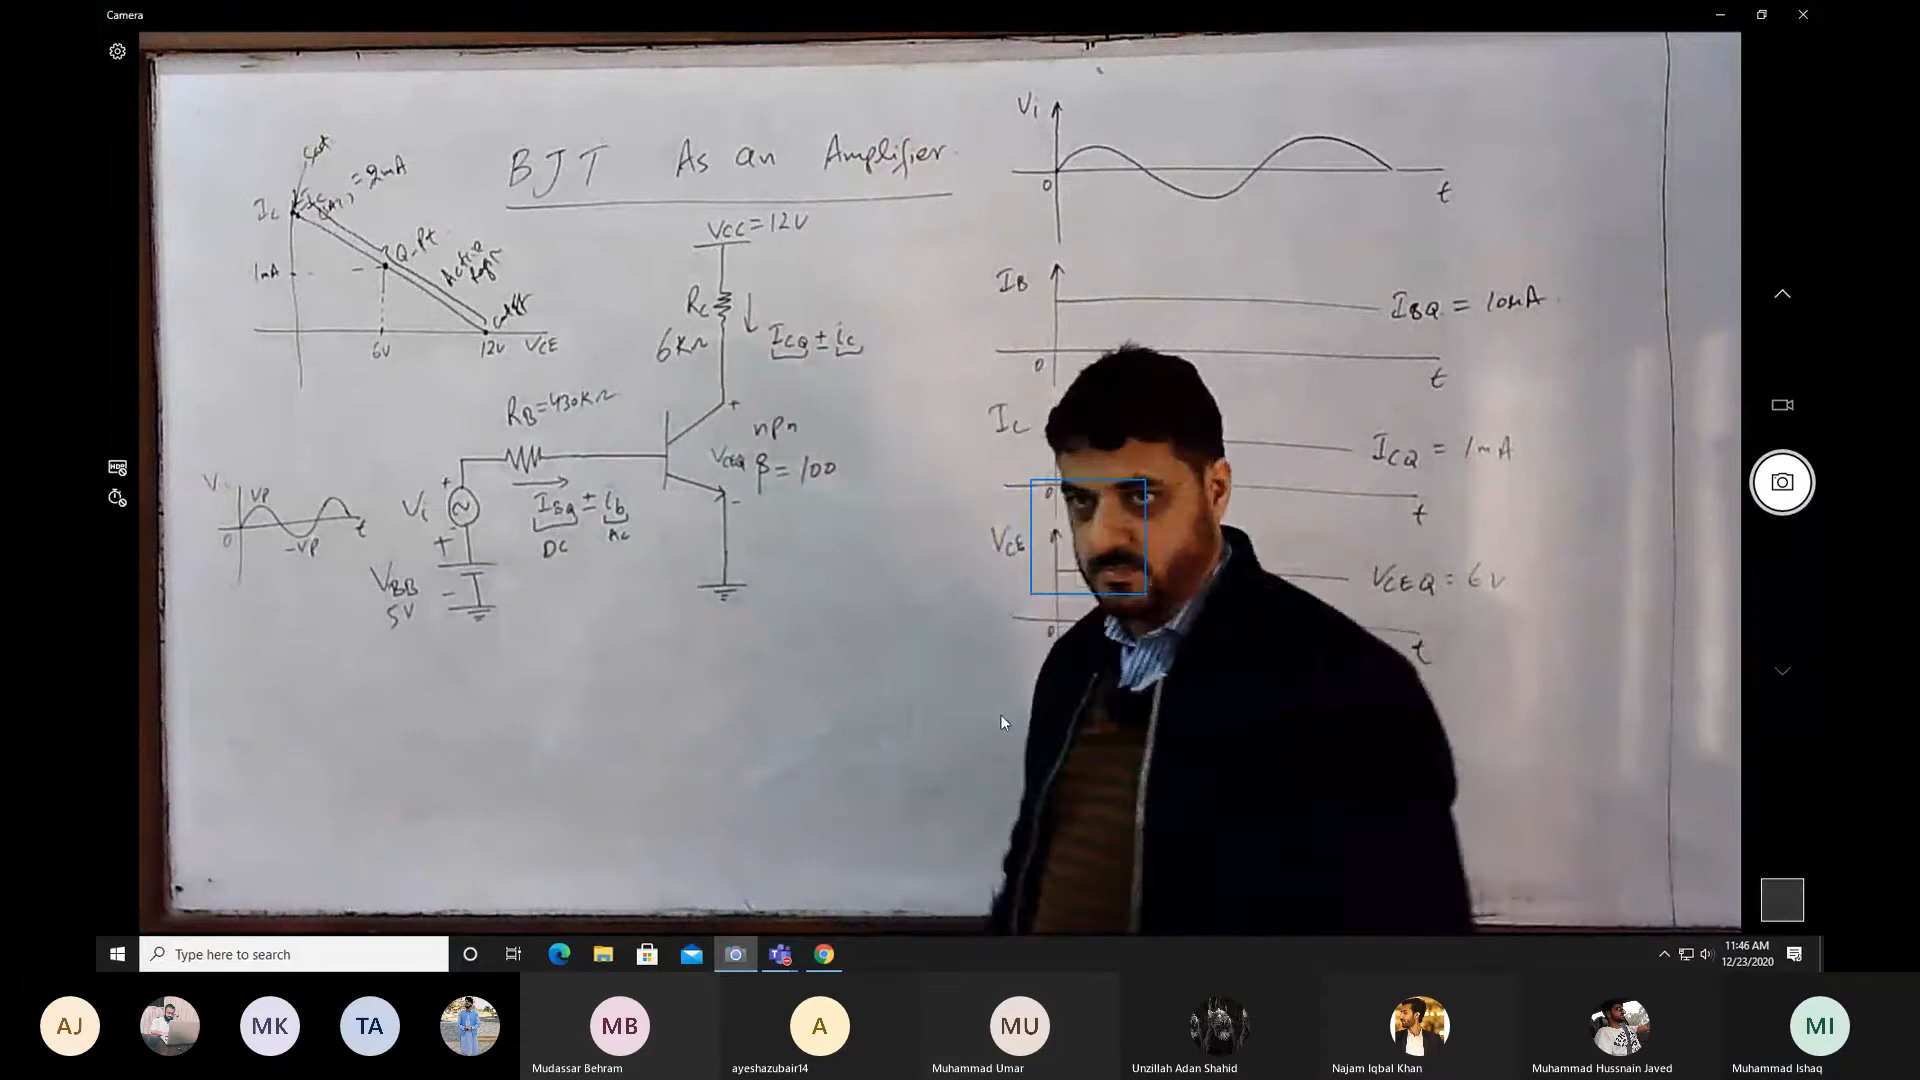 Camera
BJT As an Amplifier
Sat
IC(sat) = 2mA
IC
Q-Pt
Active
Region
1mA
Cutoff
6V
12V
VCE
VCC=12V
RC
6KΩ
ICQ ± ic
RB=430KΩ
npn
VCEQ
β = 100
V
VP
-VP
0
t
Vi
+
-
IBQ ± ib
DC
AC
VBB
5V
Vi
0
t
IB
IBQ = 10μA
0
t
IC
ICQ = 1mA
0
t
VCE
VCEQ = 6V
0
t
Type here to search
11:46 AM
12/23/2020
AJ
MK
TA
MB
Mudassar Behram
A
ayeshazubair14
MU
Muhammad Umar
Unzillah Adan Shahid
Najam Iqbal Khan
Muhammad Hussnain Javed
MI
Muhammad Ishaq